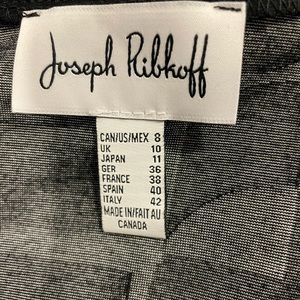 Joseph Ribkoff
CAN/US/MEX 8
UK 10
JAPAN 11
GER 36
FRANCE 38
SPAIN 40
ITALY 42
MADE IN/FAIT AU
CANADA